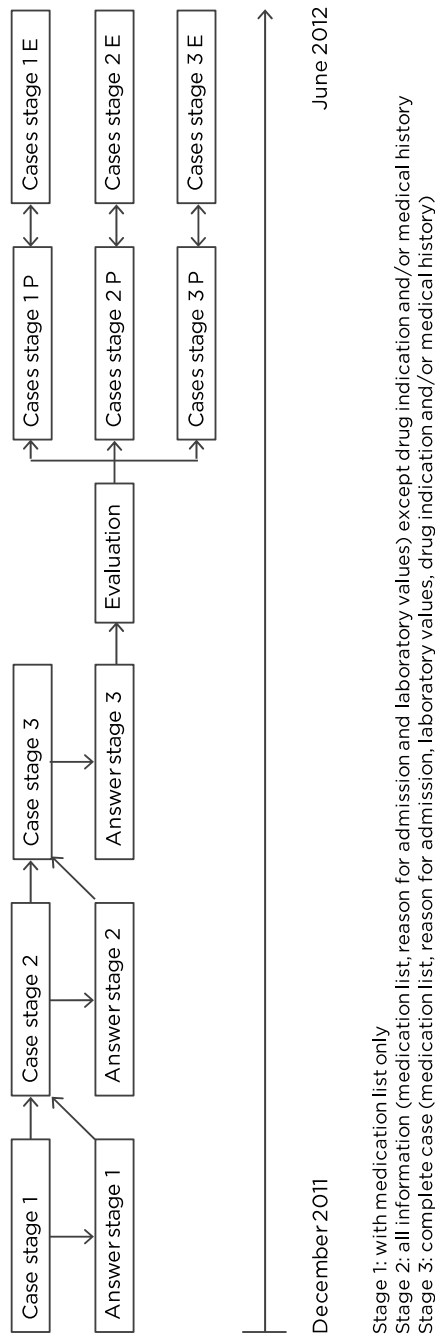 Case stage 1
Case stage 2
Case stage 3
Answer stage 1
Answer stage 2
Answer stage 3
Evaluation
Cases stage 1 P
Cases stage 1 E
Cases stage 2 P
Cases stage 2 E
Cases stage 3 P
Cases stage 3 E
December 2011
June 2012
Stage 1: with medication list only
Stage 2: all information (medication list, reason for admission and laboratory values) except drug indication and/or medical history
Stage 3: complete case (medication list, reason for admission, laboratory values, drug indication and/or medical history)